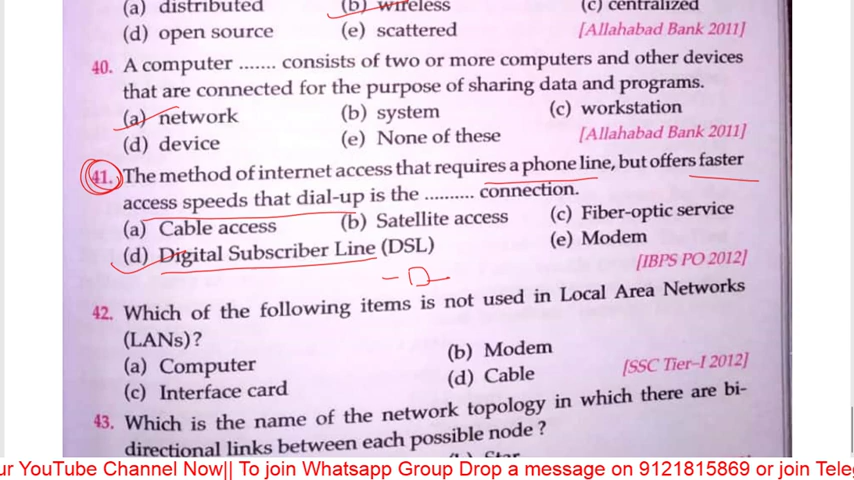 (a) distributed (b) wireless (c) centralized
(d) open source (e) scattered [Allahabad Bank 2011]
40. A computer ....... consists of two or more computers and other devices
that are connected for the purpose of sharing data and programs.
(a) network (b) system (c) workstation
(d) device (e) None of these [Allahabad Bank 2011]
41. The method of internet access that requires a phone line, but offers faster
access speeds that dial-up is the .......... connection.
(a) Cable access (b) Satellite access (c) Fiber-optic service
(d) Digital Subscriber Line (DSL) (e) Modem
[IBPS PO 2012]
42. Which of the following items is not used in Local Area Networks
(LANs)?
(a) Computer (b) Modem
(c) Interface card (d) Cable [SSC Tier–I 2012]
43. Which is the name of the network topology in which there are bi-
directional links between each possible node ?
ur YouTube Channel Now|| To join Whatsapp Group Drop a message on 9121815869 or join Tele